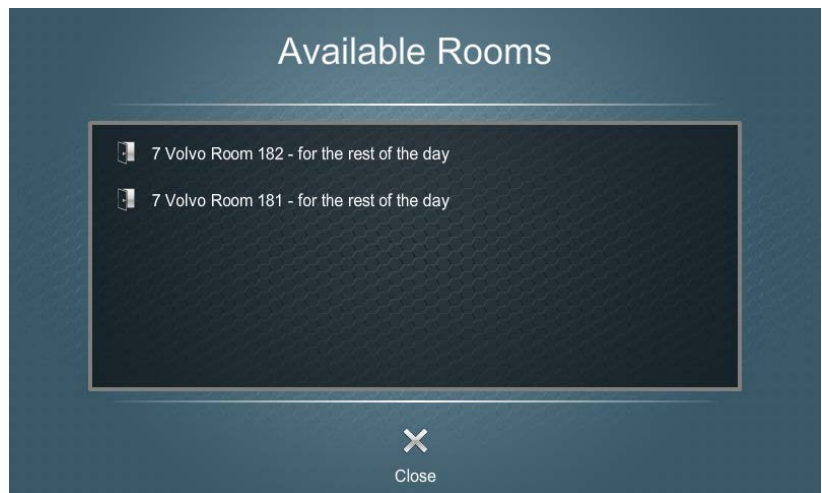 Available Rooms
7 Volvo Room 182 - for the rest of the day
7 Volvo Room 181 - for the rest of the day
Close